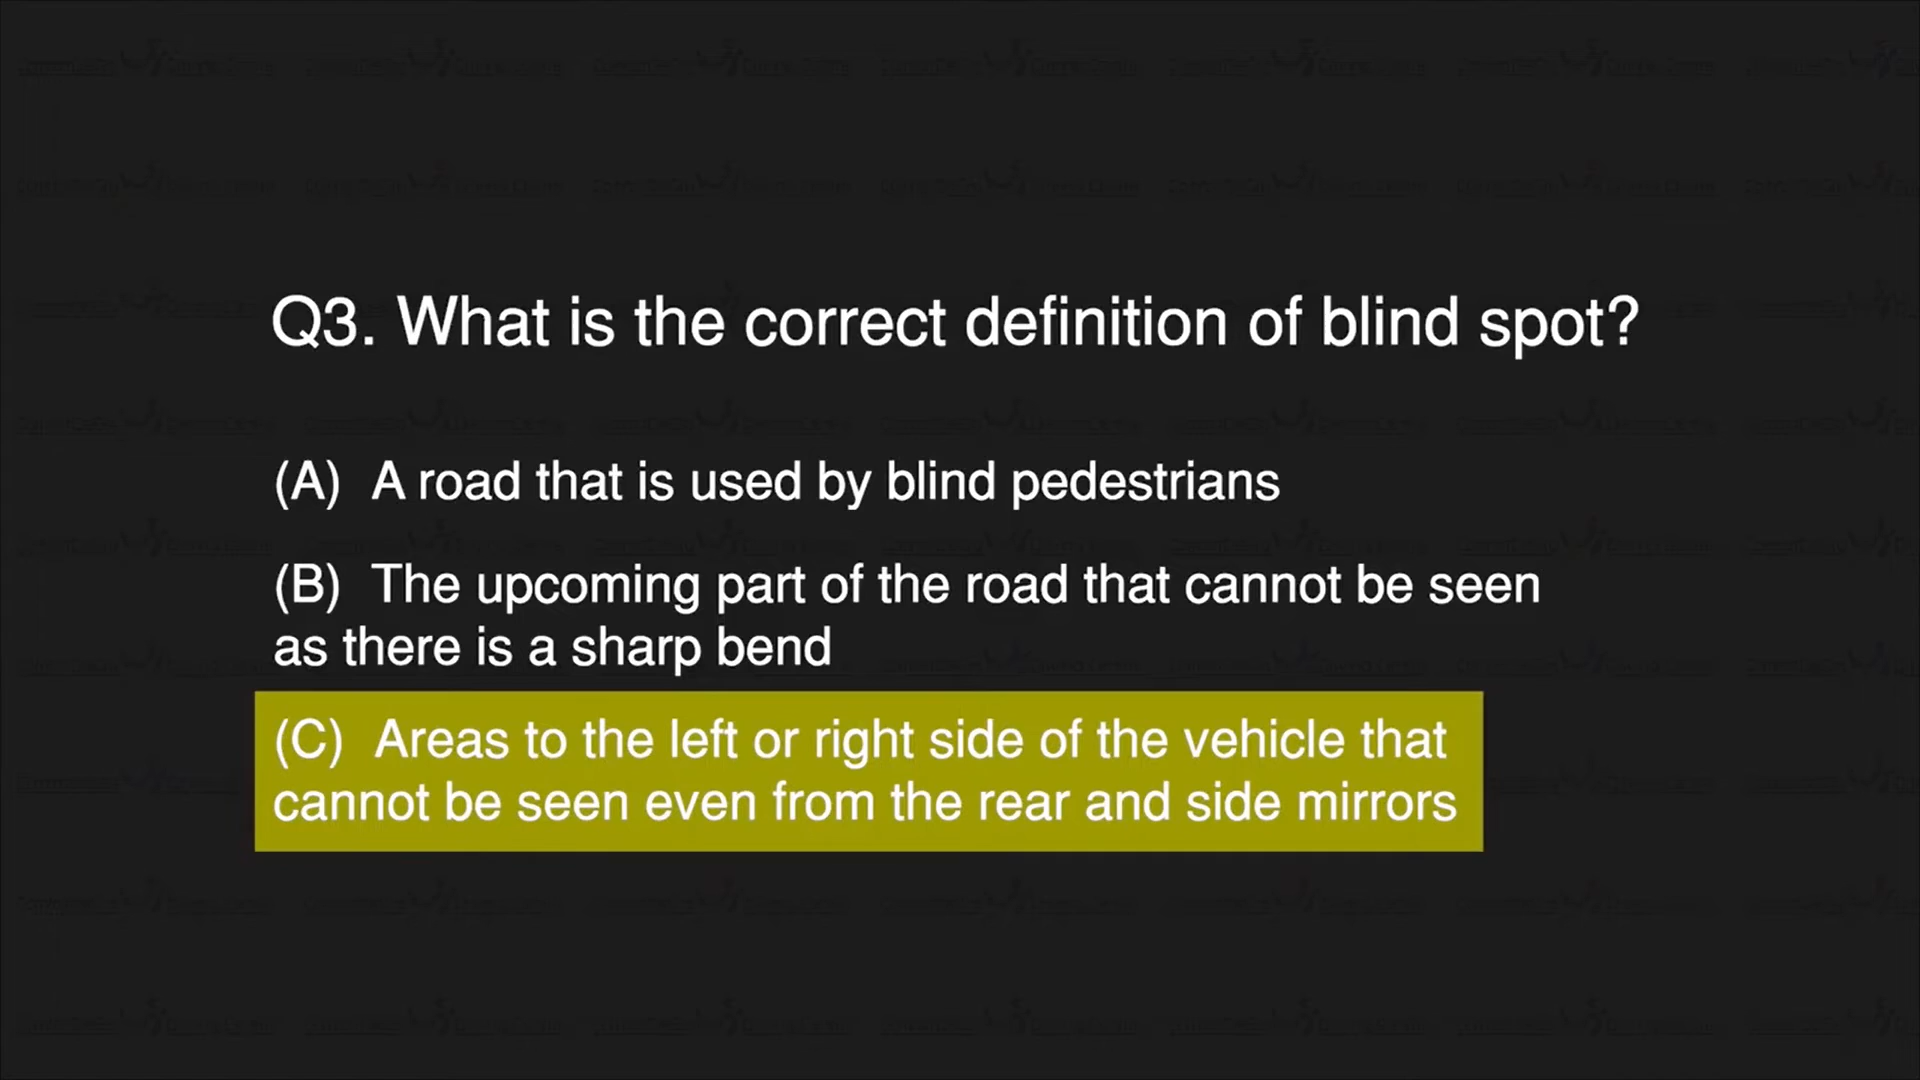 Q3. What is the correct definition of blind spot?
(A) A road that is used by blind pedestrians
(B) The upcoming part of the road that cannot be seen
as there is a sharp bend
(C) Areas to the left or right side of the vehicle that
cannot be seen even from the rear and side mirrors